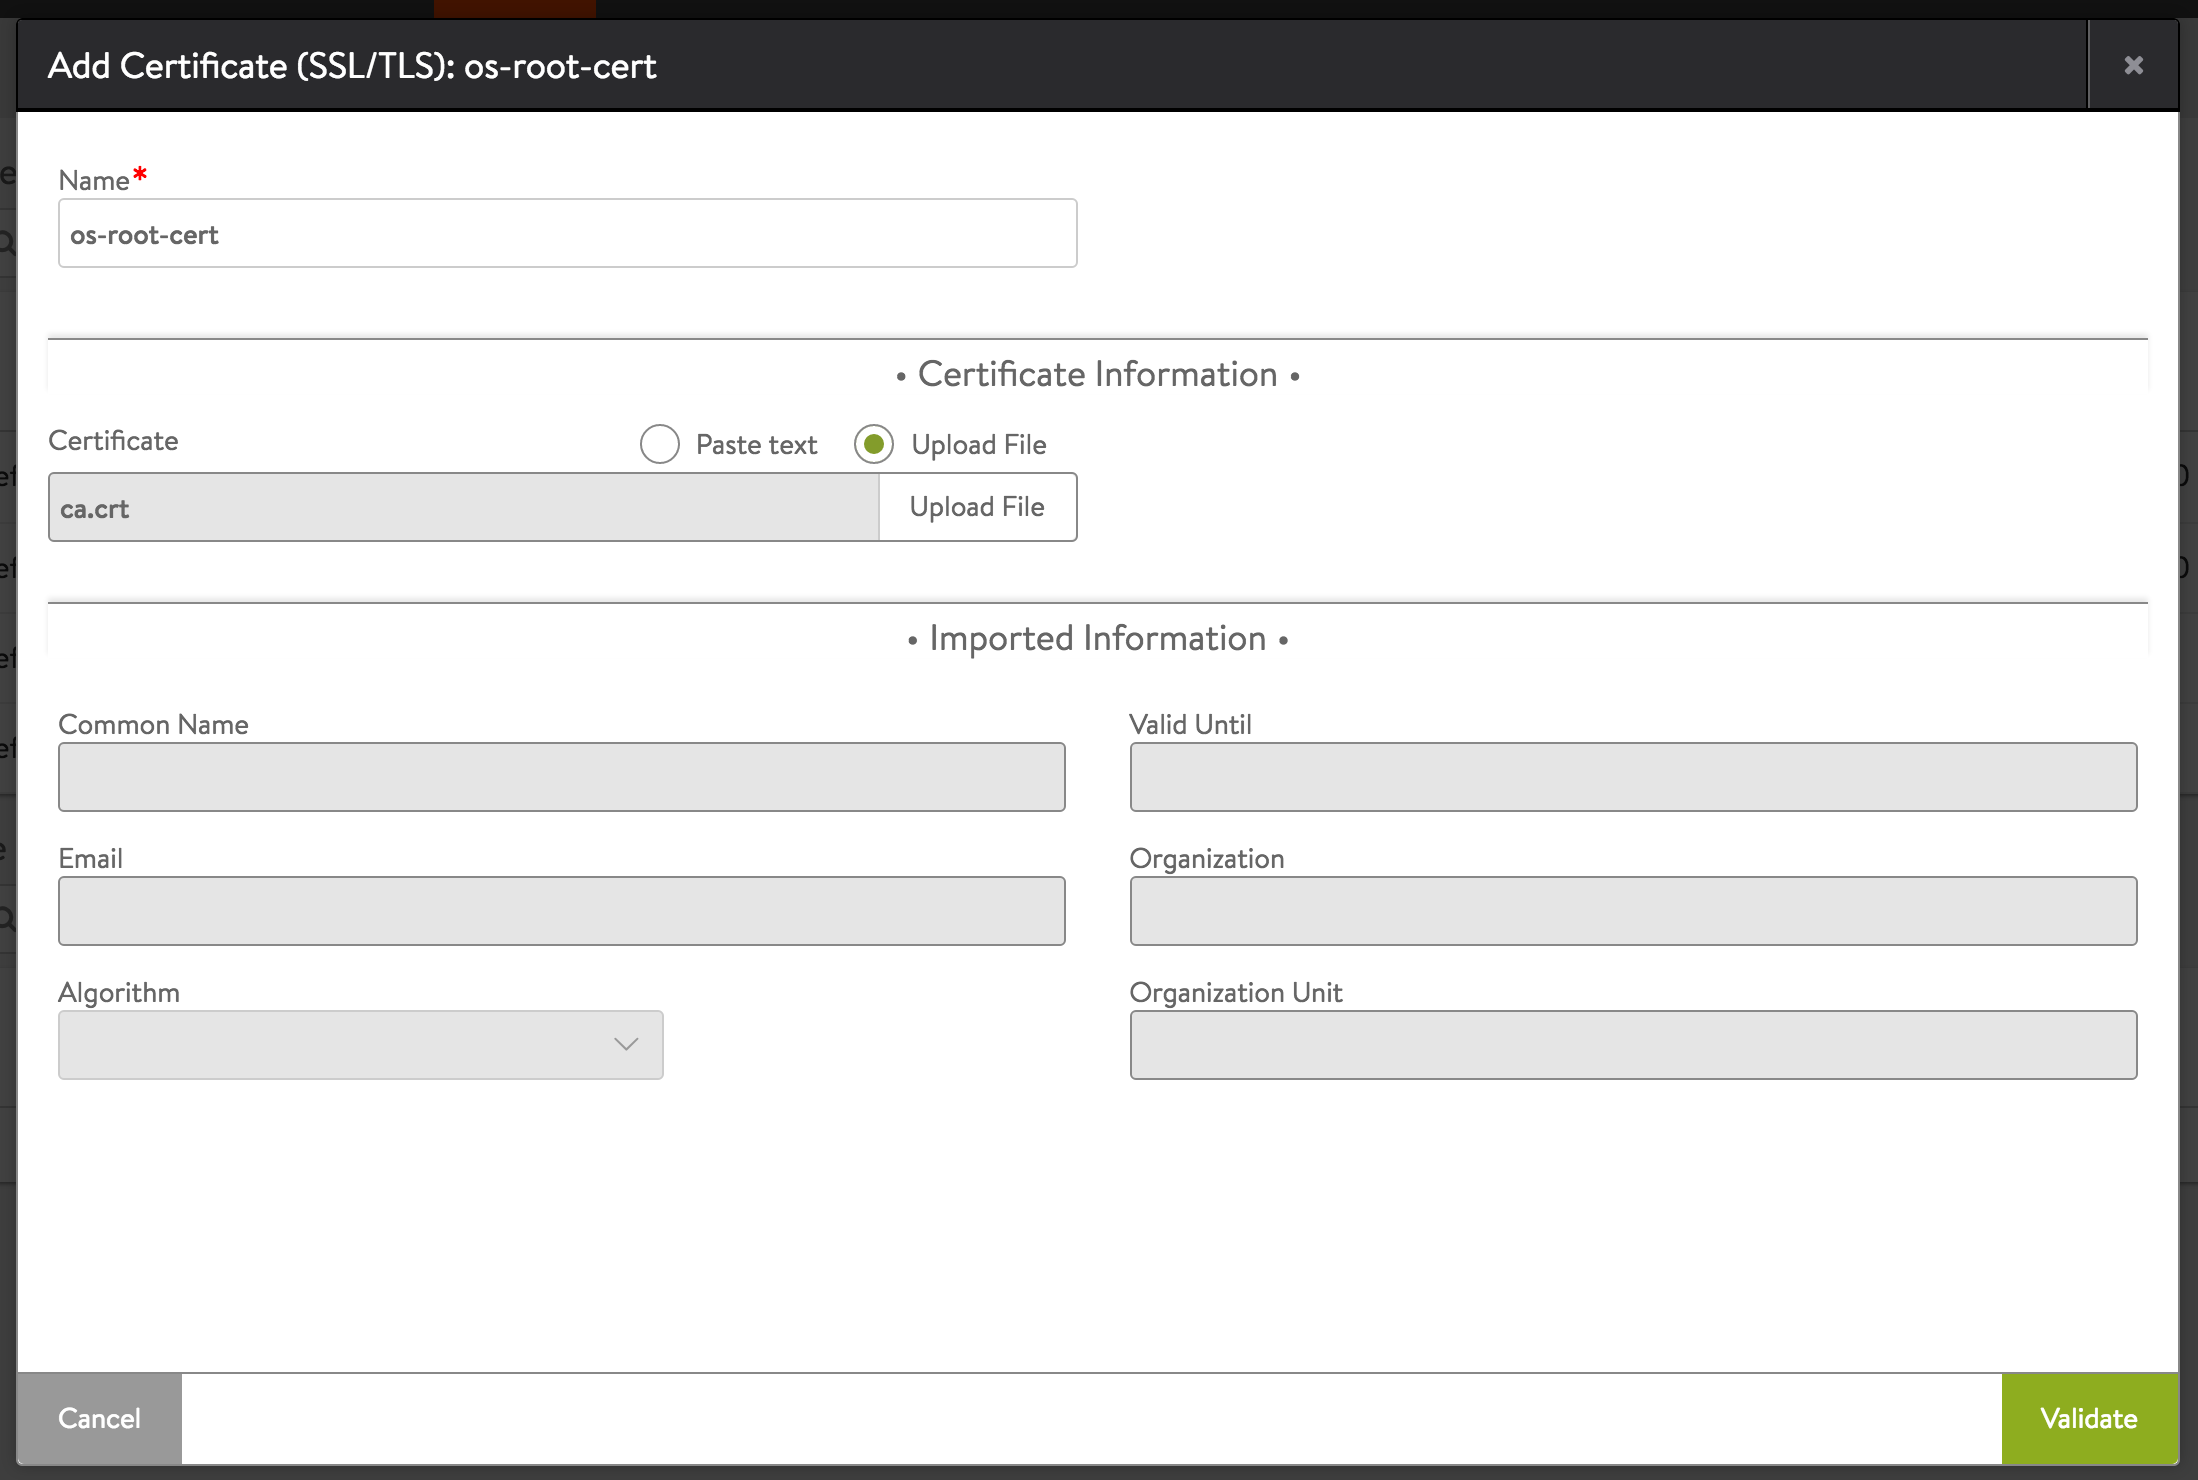 Add Certificate (SSL/TLS): os-root-cert
Name*
os-root-cert
• Certificate Information •
Certificate
Paste text
Upload File
ca.crt
Upload File
• Imported Information •
Common Name
Valid Until
Email
Organization
Algorithm
Organization Unit
Cancel
Validate